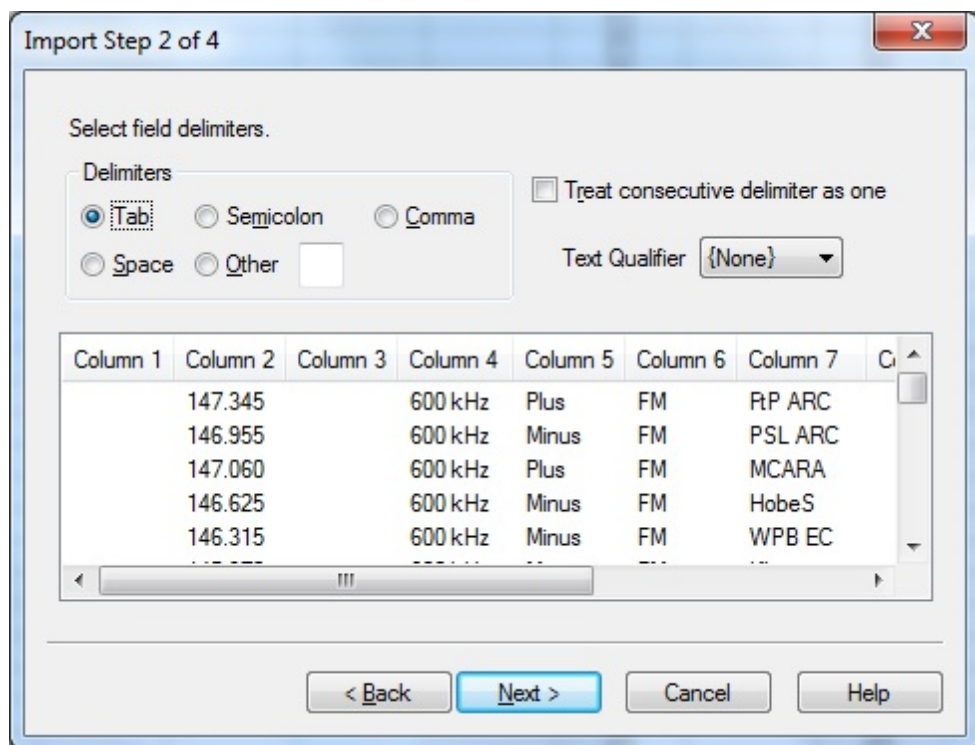 Import Step 2 of 4
Select field delimiters.
Delimiters
Tab Semicolon Comma
Space Other
Treat consecutive delimiter as one
Text Qualifier {None}
Column 1 Column 2 Column 3 Column 4 Column 5 Column 6 Column 7
147.345 600 kHz Plus FM FtP ARC
146.955 600 kHz Minus FM PSL ARC
147.060 600 kHz Plus FM MCARA
146.625 600 kHz Minus FM HobeS
146.315 600 kHz Minus FM WPB EC
< Back Next > Cancel Help